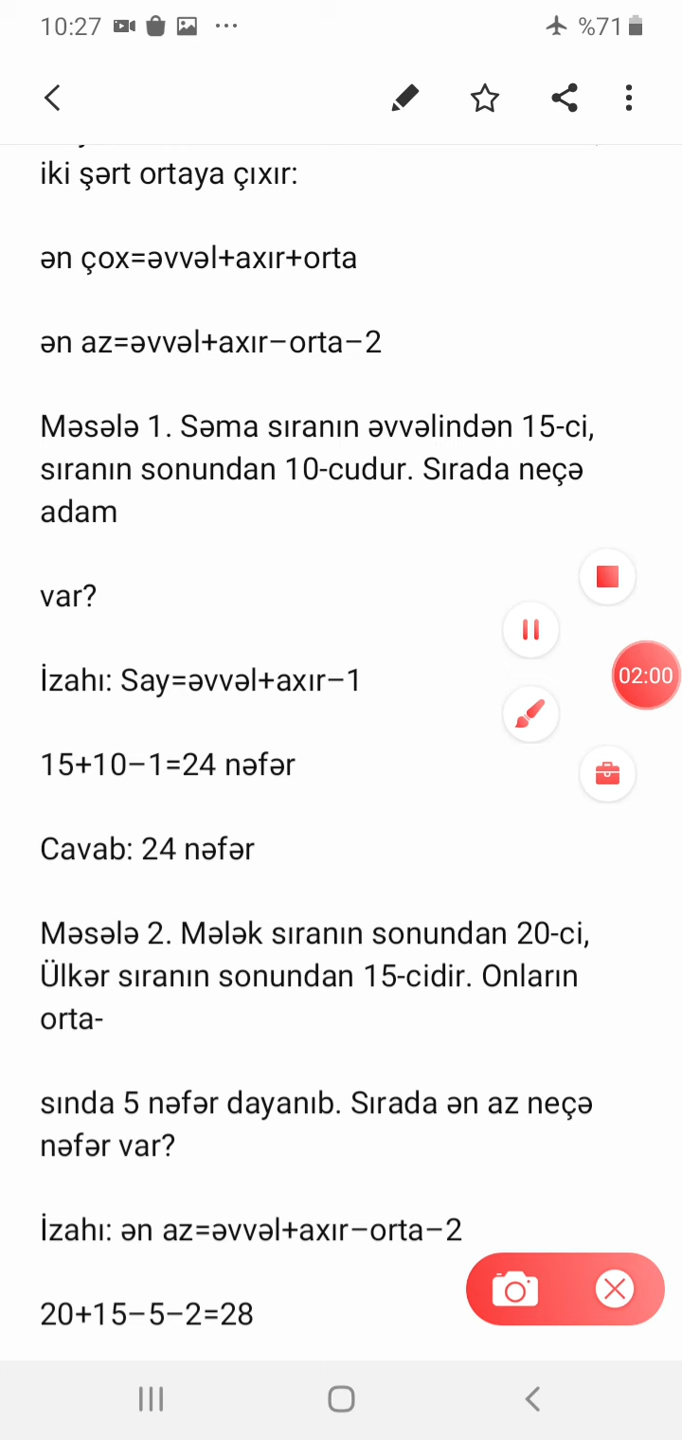 10:27
%71
iki şərt ortaya çıxır:
ən çox=əvvəl+axır+orta
ən az=əvvəl+axır−orta−2
Məsələ 1. Səma sıranın əvvəlindən 15-ci,
sıranın sonundan 10-cudur. Sırada neçə
adam
var?
İzahı: Say=əvvəl+axır−1
02:00
15+10−1=24 nəfər
Cavab: 24 nəfər
Məsələ 2. Mələk sıranın sonundan 20-ci,
Ülkər sıranın sonundan 15-cidir. Onların
orta-
sında 5 nəfər dayanıb. Sırada ən az neçə
nəfər var?
İzahı: ən az=əvvəl+axır−orta−2
20+15−5−2=28